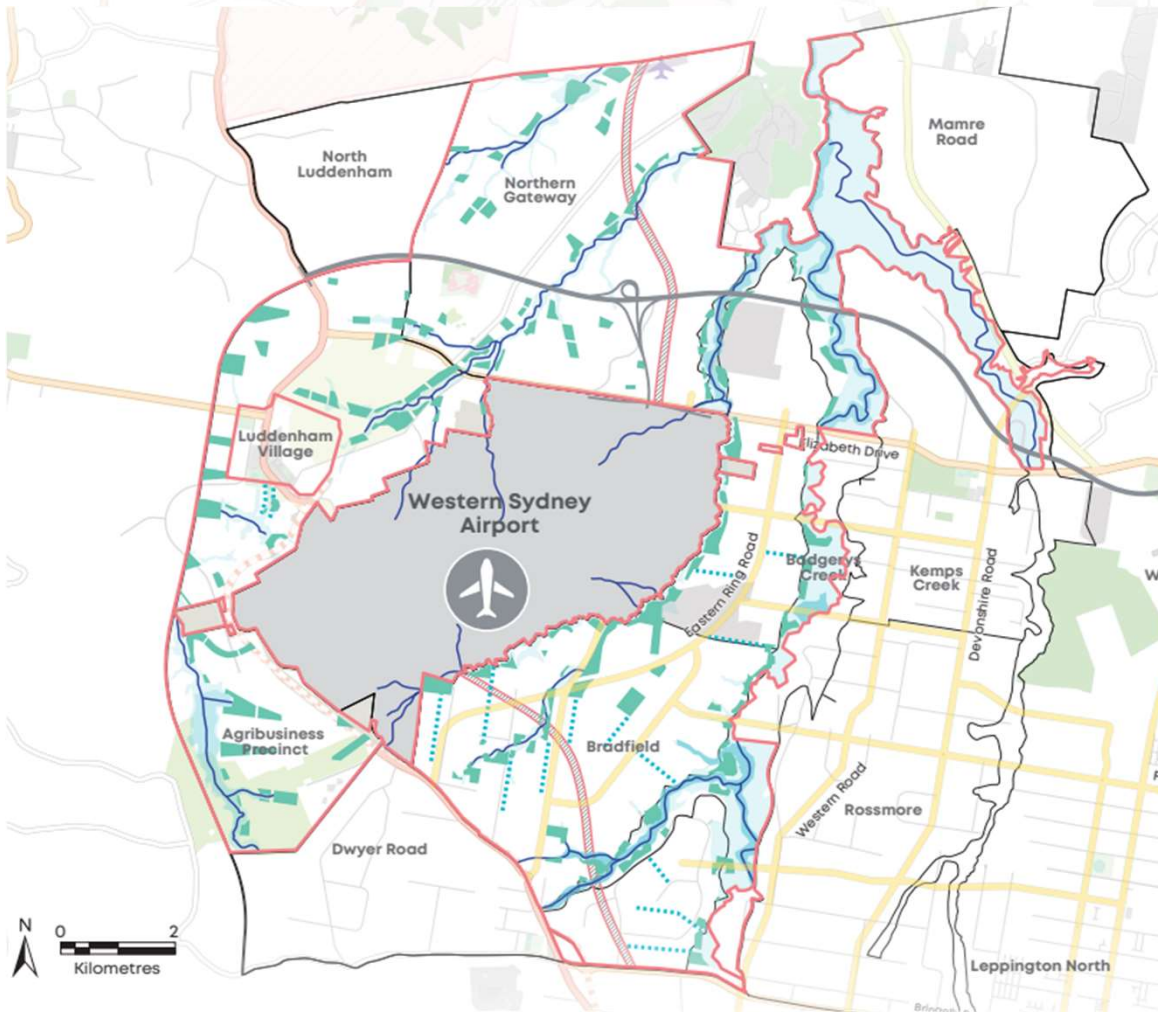 Mamre
Road
North
Luddenham
Northern
Gateway
Luddenham
Village
Elizabeth Drive
Western Sydney
Airport
Eastern Ring Road
Badgerys
Creek
Kemps
Creek
Devonshire Road
W
Agribusiness
Precinct
Bradfield
Western Road
Rossmore
Dwyer Road
N
0
2
Kilometres
Leppington North